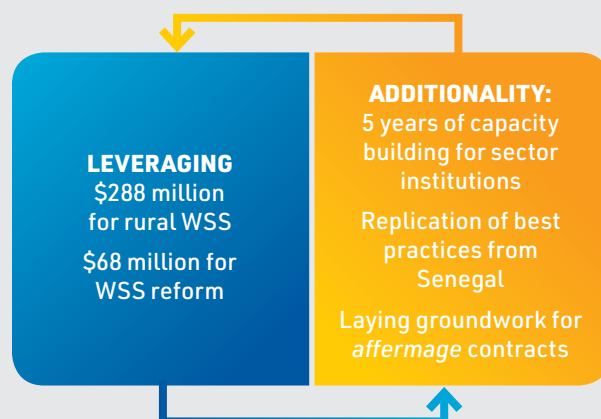 LEVERAGING
$288 million
for rural WSS
$68 million for
WSS reform
ADDITIONALITY:
5 years of capacity
building for sector
institutions
Replication of best
practices from
Senegal
Laying groundwork for
affermage contracts